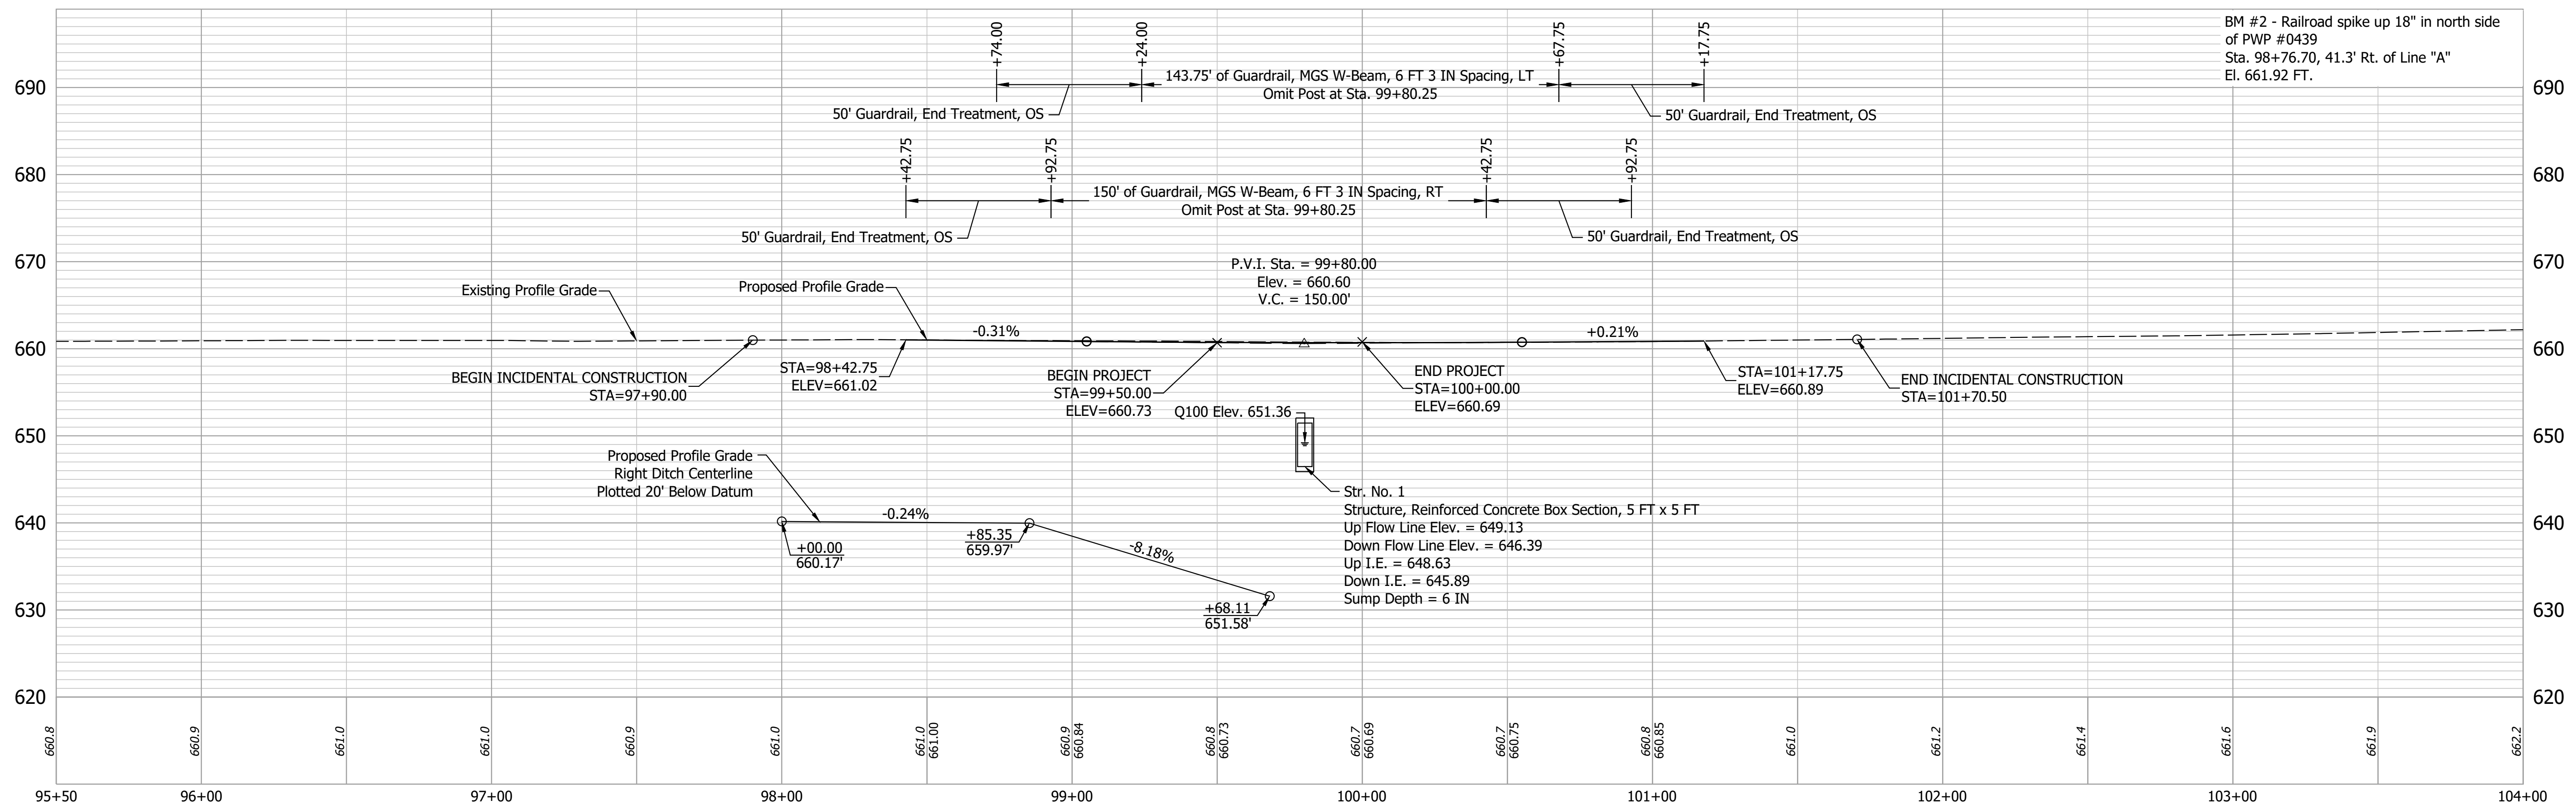 BM #2 - Railroad spike up 18" in north side
of PWP #0439
Sta. 98+76.70, 41.3' Rt. of Line "A"
El. 661.92 FT.
+74.00
+24.00
+67.75
+17.75
143.75' of Guardrail, MGS W-Beam, 6 FT 3 IN Spacing, LT
Omit Post at Sta. 99+80.25
50' Guardrail, End Treatment, OS
50' Guardrail, End Treatment, OS
+42.75
+92.75
+42.75
+92.75
150' of Guardrail, MGS W-Beam, 6 FT 3 IN Spacing, RT
Omit Post at Sta. 99+80.25
50' Guardrail, End Treatment, OS
50' Guardrail, End Treatment, OS
P.V.I. Sta. = 99+80.00
Elev. = 660.60
V.C. = 150.00'
Existing Profile Grade
Proposed Profile Grade
-0.31%
+0.21%
BEGIN INCIDENTAL CONSTRUCTION
STA=97+90.00
STA=98+42.75
ELEV=661.02
BEGIN PROJECT
STA=99+50.00
ELEV=660.73
END PROJECT
STA=100+00.00
ELEV=660.69
STA=101+17.75
ELEV=660.89
END INCIDENTAL CONSTRUCTION
STA=101+70.50
Q100 Elev. 651.36
Proposed Profile Grade
Right Ditch Centerline
Plotted 20' Below Datum
-0.24%
+00.00
660.17'
+85.35
659.97'
-8.18%
+68.11
651.58'
Str. No. 1
Structure, Reinforced Concrete Box Section, 5 FT x 5 FT
Up Flow Line Elev. = 649.13
Down Flow Line Elev. = 646.39
Up I.E. = 648.63
Down I.E. = 645.89
Sump Depth = 6 IN
690
690
680
680
670
670
660
660
650
650
640
640
630
630
620
620
660.8
660.9
661.0
661.0
660.9
661.0
661.0
661.00
660.9
660.84
660.8
660.73
660.7
660.69
660.7
660.75
660.8
660.85
661.0
661.2
661.4
661.6
661.9
662.2
95+50
96+00
97+00
98+00
99+00
100+00
101+00
102+00
103+00
104+00